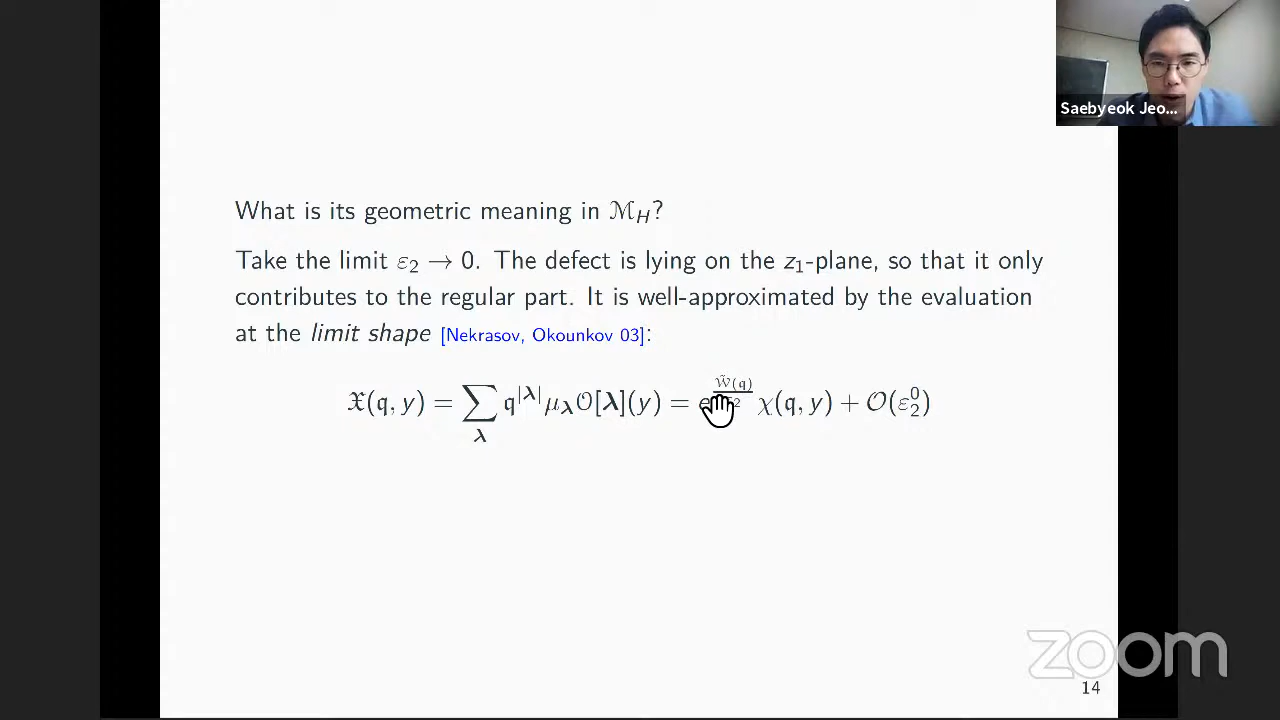 Saebyeok Jeo...
What is its geometric meaning in ℳ_H?
Take the limit ε₂ → 0. The defect is lying on the z₁-plane, so that it only
contributes to the regular part. It is well-approximated by the evaluation
at the limit shape [Nekrasov, Okounkov 03]:
𝔛(𝔮, y) = ∑_λ 𝔮^|λ| μ_λ 𝒪[λ](y) = e^(𝒲̃(𝔮)/ε₂) χ(𝔮, y) + 𝒪(ε₂⁰)
zoom
14